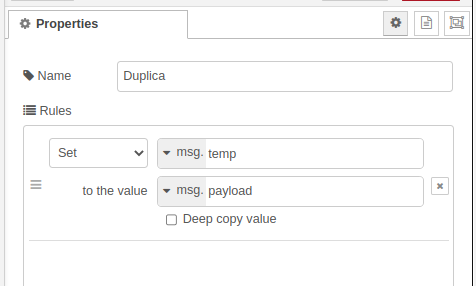 Properties
Name Duplica
Rules
Set msg. temp
to the value msg. payload
Deep copy value